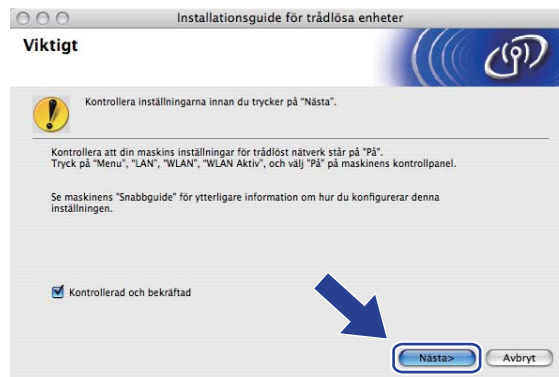 Installationsguide för trådlösa enheter
Viktigt
Kontrollera inställningarna innan du trycker på "Nästa".
Kontrollera att din maskins inställningar för trådlöst nätverk står på "På".
Tryck på "Menu", "LAN", "WLAN", "WLAN Aktiv", och välj "På" på maskinens kontrollpanel.
Se maskinens "Snabbguide" för ytterligare information om hur du konfigurerar denna
inställningen.
Kontrollerad och bekräftad
Nästa>
Avbryt